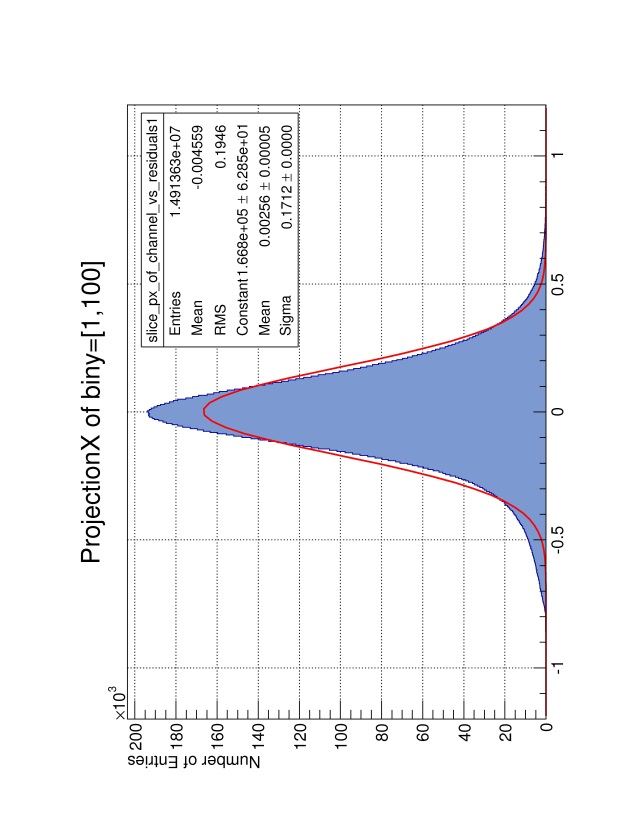 ProjectionX of biny=[1,100]
×10³
Number of Entries
200
180
160
140
120
100
80
60
40
20
0
-1
-0.5
0
0.5
1
slice_px_of_channel_vs_residuals1
Entries 1.491363e+07
Mean -0.004559
RMS 0.1946
Constant 1.668e+05 ± 6.285e+01
Mean 0.00256 ± 0.00005
Sigma 0.1712 ± 0.0000